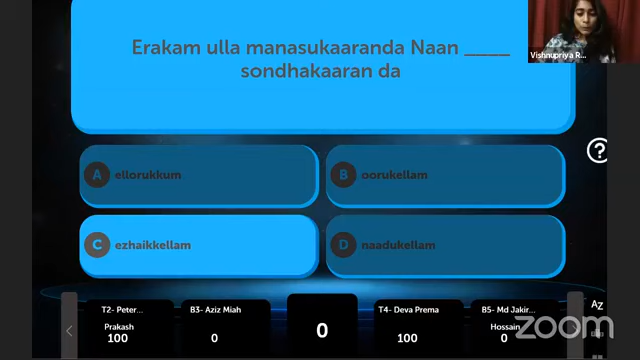 Erakam ulla manasukaaranda Naan _____
sondhakaaran da
Vishnupriya R...
A ellorukkum
B oorukellam
?
C ezhaikkellam
D naadukellam
T2- Peter...
Prakash
100
B3- Aziz Miah
0
0
T4- Deva Prema
100
B5- Md Jakir...
Hossain
0
AZ
zoom